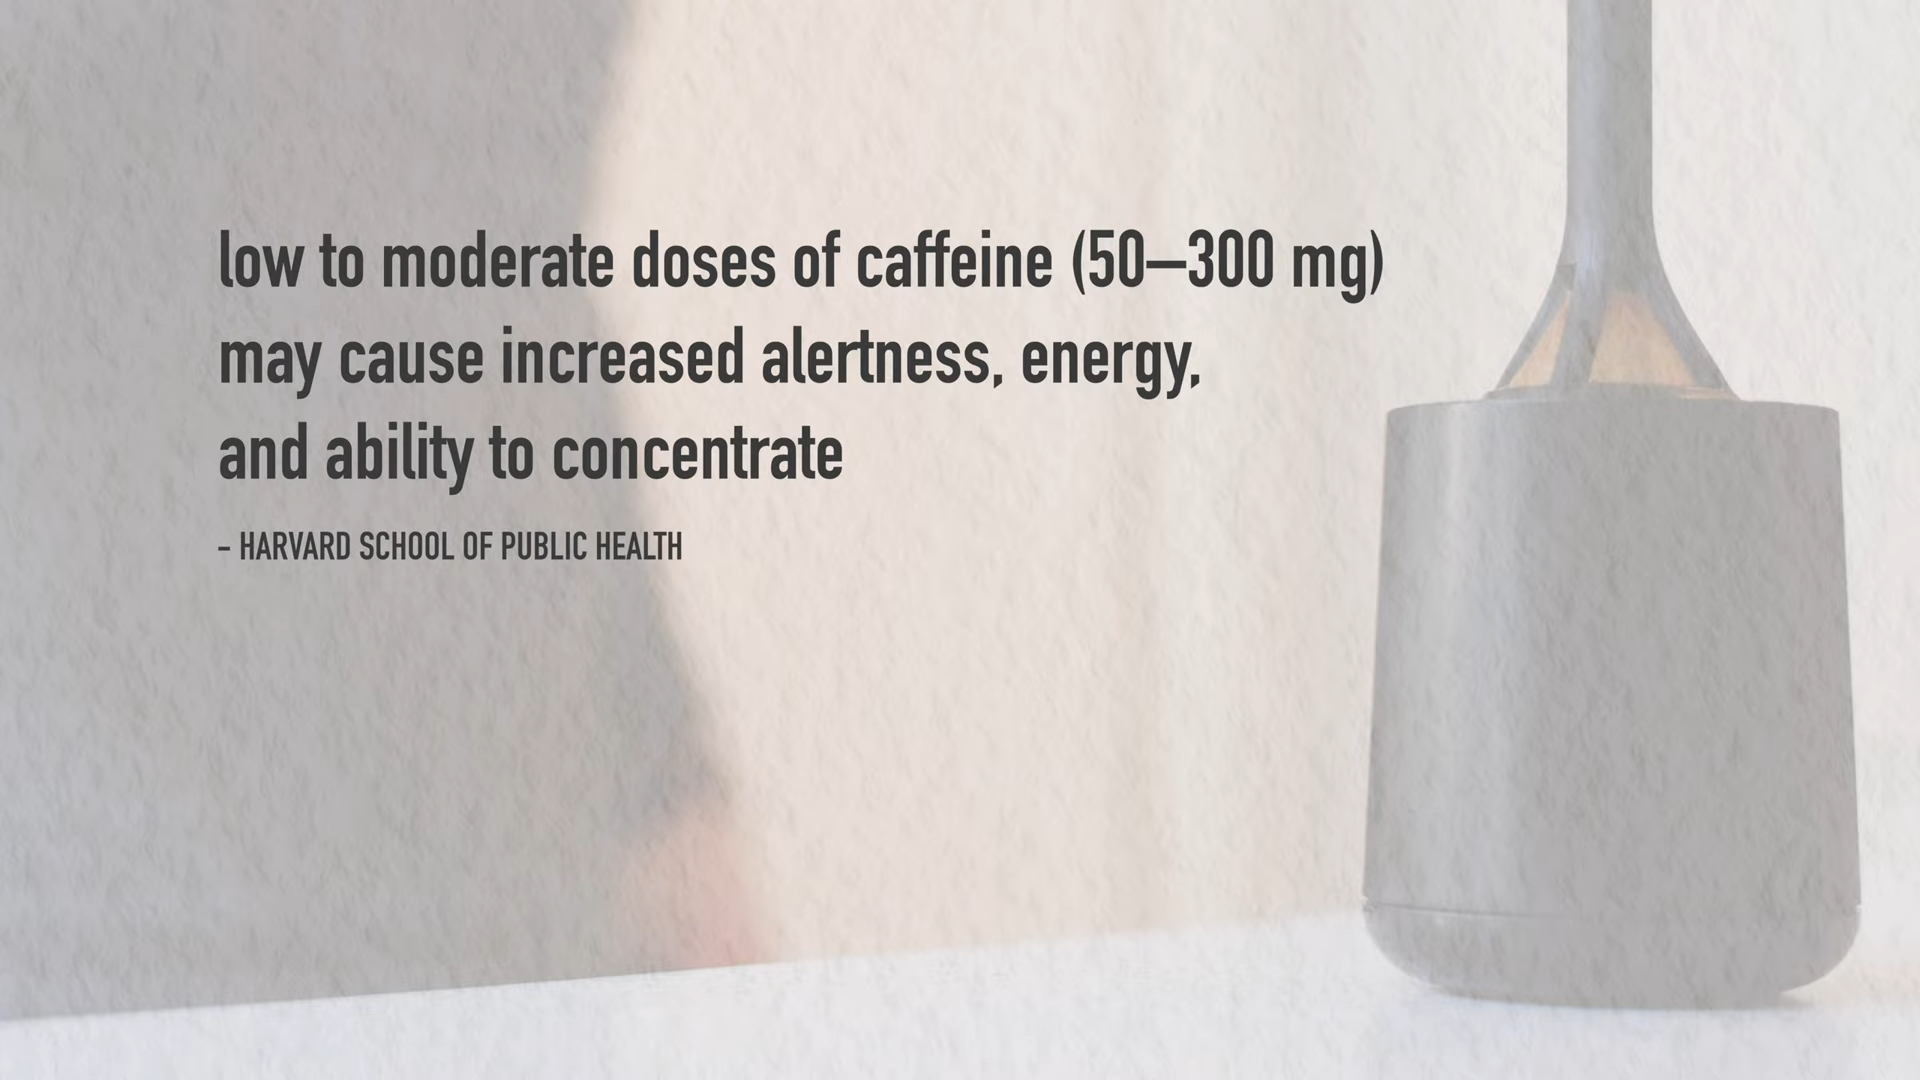 low to moderate doses of caffeine (50–300 mg)
may cause increased alertness, energy,
and ability to concentrate
- HARVARD SCHOOL OF PUBLIC HEALTH